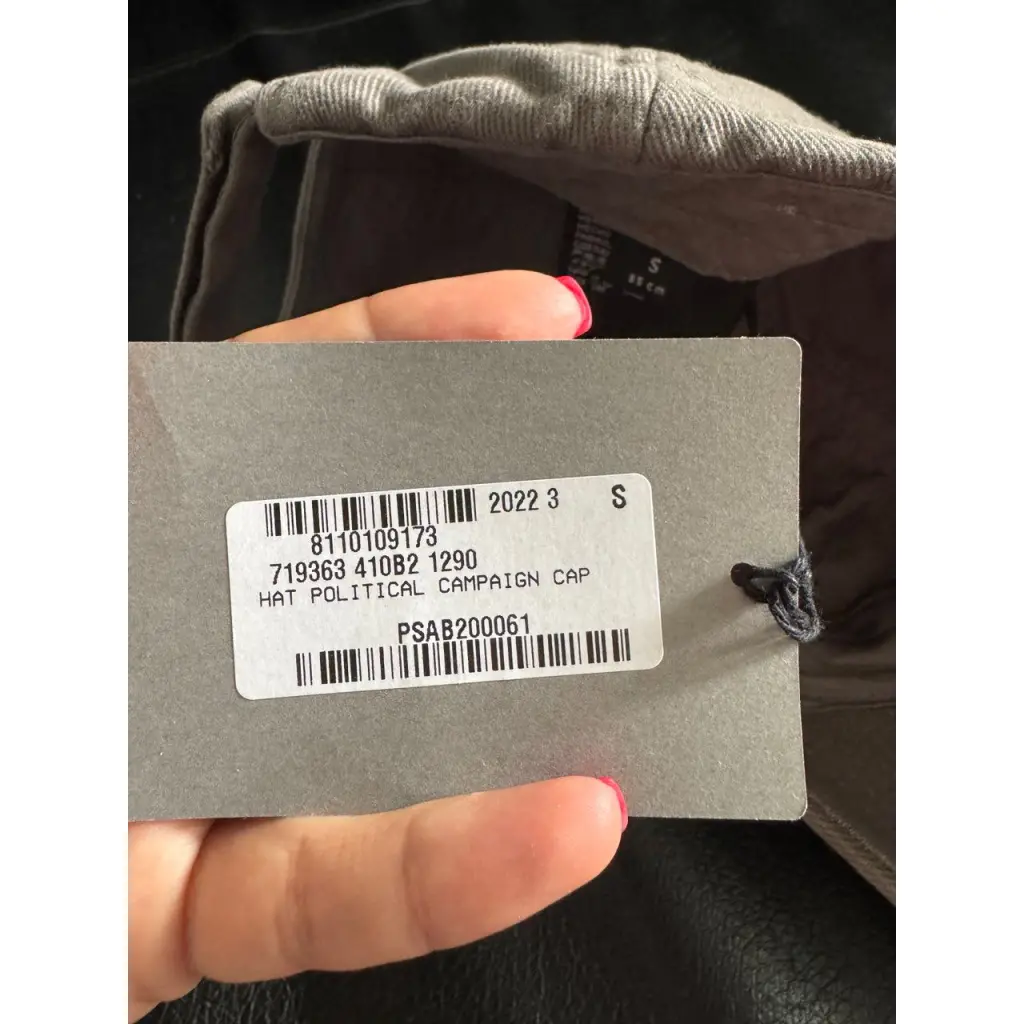 S
2022 3 S
8110109173
719363 410B2 1290
HAT POLITICAL CAMPAIGN CAP
PSAB200061